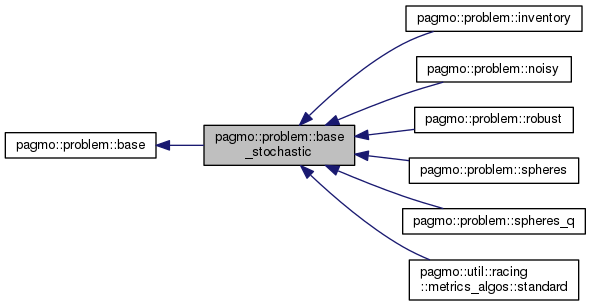 pagmo::problem::inventory
pagmo::problem::noisy
pagmo::problem::robust
pagmo::problem::base
_stochastic
pagmo::problem::base
pagmo::problem::spheres
pagmo::problem::spheres_q
pagmo::util::racing
::metrics_algos::standard